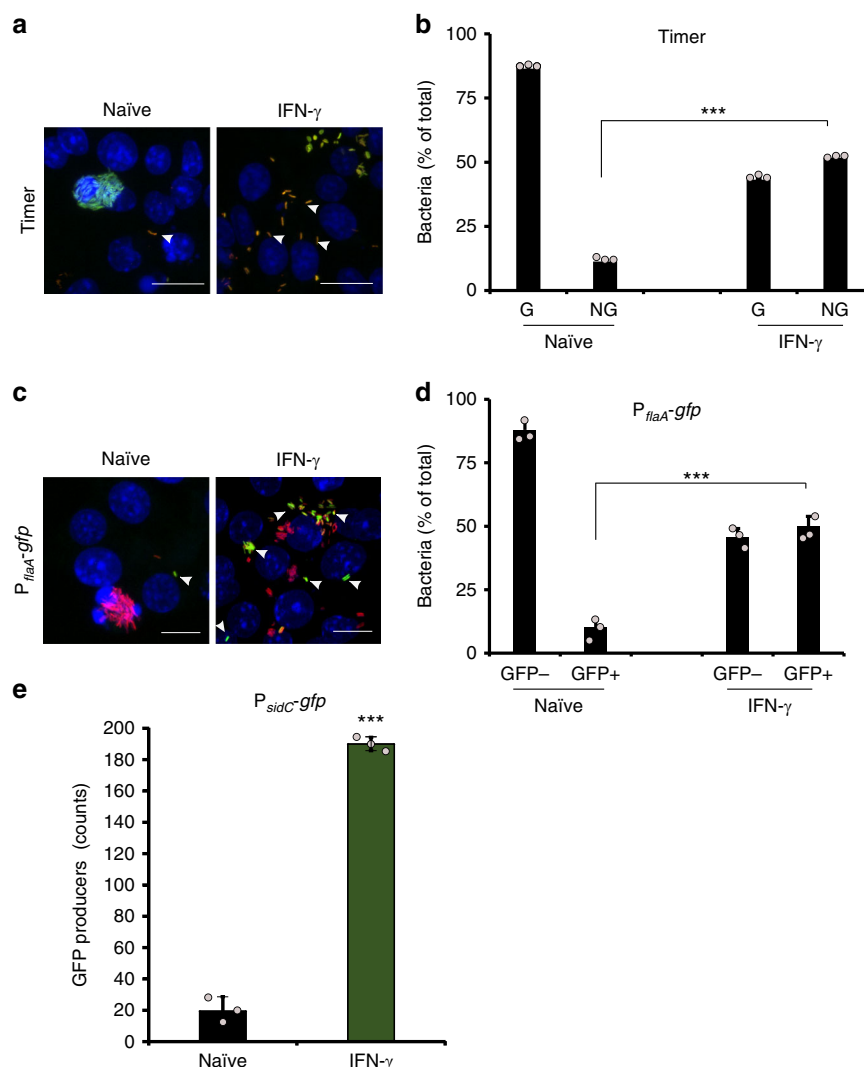 a
Naïve IFN-γ
Timer
b
Timer
Bacteria (% of total)
100
75
50
25
0
***
G NG G NG
Naïve IFN-γ
c
Naïve IFN-γ
PflaA-gfp
d
PflaA-gfp
Bacteria (% of total)
100
75
50
25
0
***
GFP– GFP+ GFP– GFP+
Naïve IFN-γ
e
PsidC-gfp
GFP producers (counts)
200
180
160
140
120
100
80
60
40
20
0
***
Naïve IFN-γ